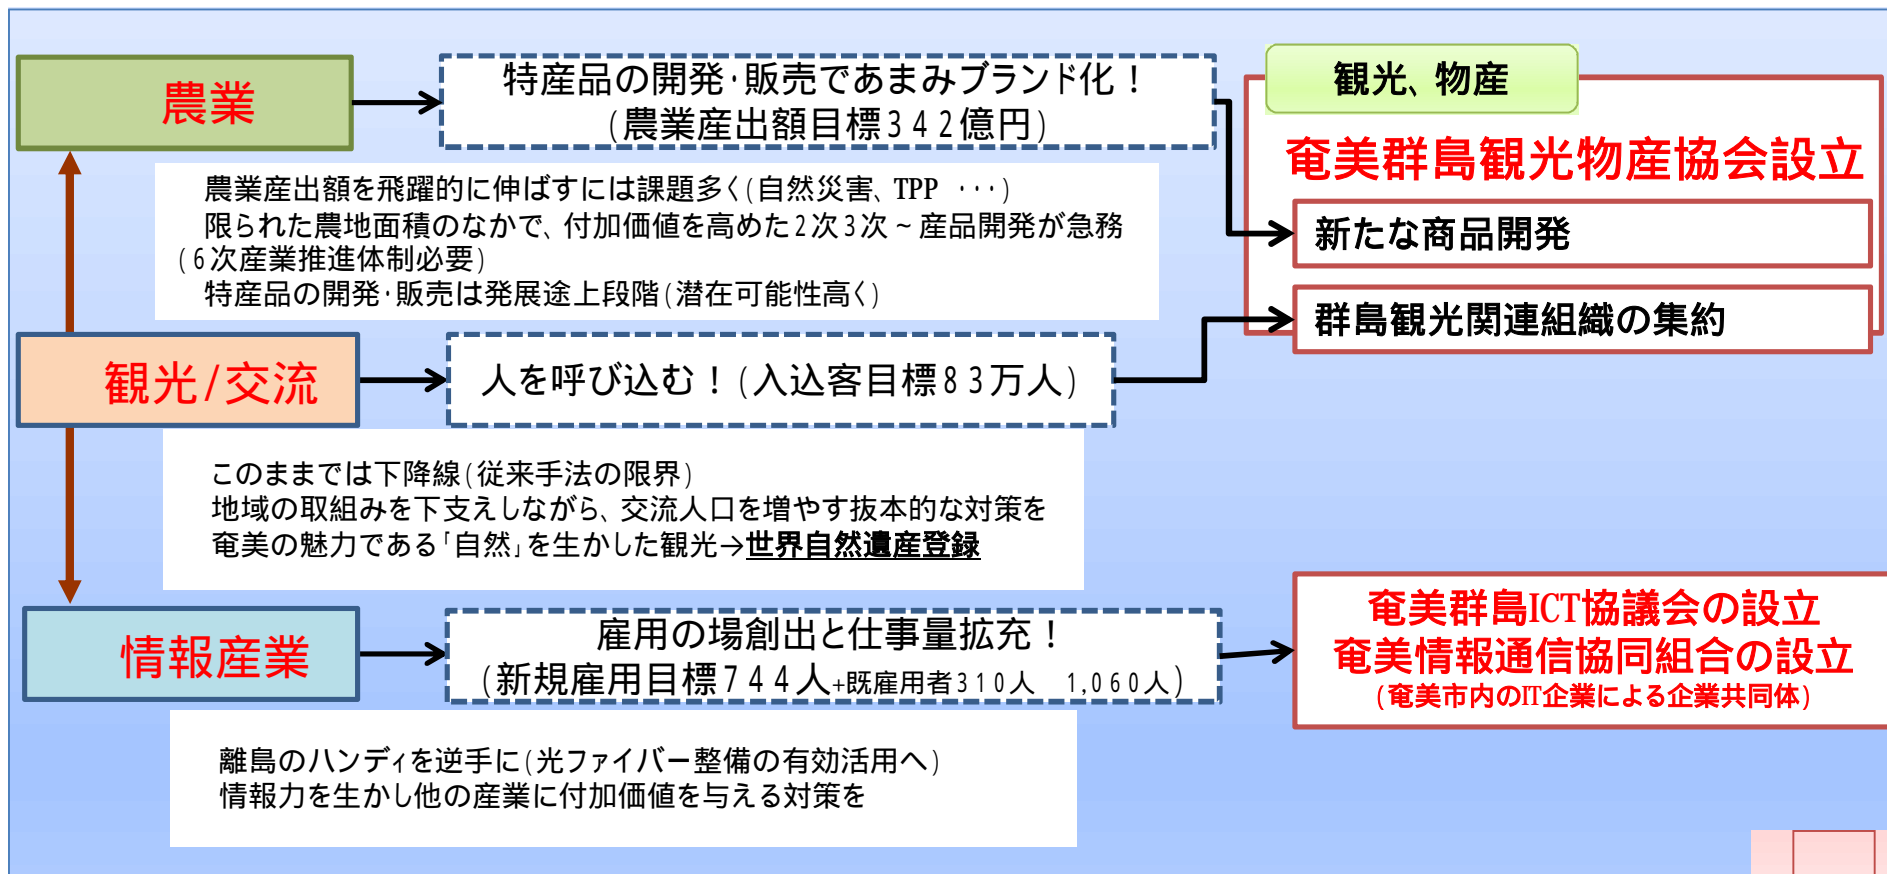 農業
特産品の開発･販売であまみブランド化！
(農業産出額目標342億円)
農業産出額を飛躍的に伸ばすには課題多く(自然災害、TPP ･･･)
限られた農地面積のなかで、付加価値を高めた2次3次～産品開発が急務
(6次産業推進体制必要)
特産品の開発･販売は発展途上段階(潜在可能性高く)
観光、物産
奄美群島観光物産協会設立
新たな商品開発
群島観光関連組織の集約
観光/交流
人を呼び込む！(入込客目標83万人)
このままでは下降線(従来手法の限界)
地域の取組みを下支えしながら、交流人口を増やす抜本的な対策を
奄美の魅力である｢自然｣を生かした観光→世界自然遺産登録
情報産業
雇用の場創出と仕事量拡充！
(新規雇用目標744人+既雇用者310人　1,060人)
奄美群島ICT協議会の設立
奄美情報通信協同組合の設立
(奄美市内のIT企業による企業共同体)
離島のハンディを逆手に(光ファイバー整備の有効活用へ)
情報力を生かし他の産業に付加価値を与える対策を